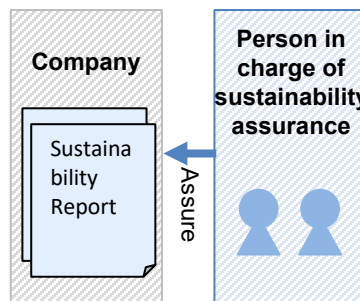 Company
Sustaina
bility
Report
Assure
Person in
charge of
sustainability
assurance